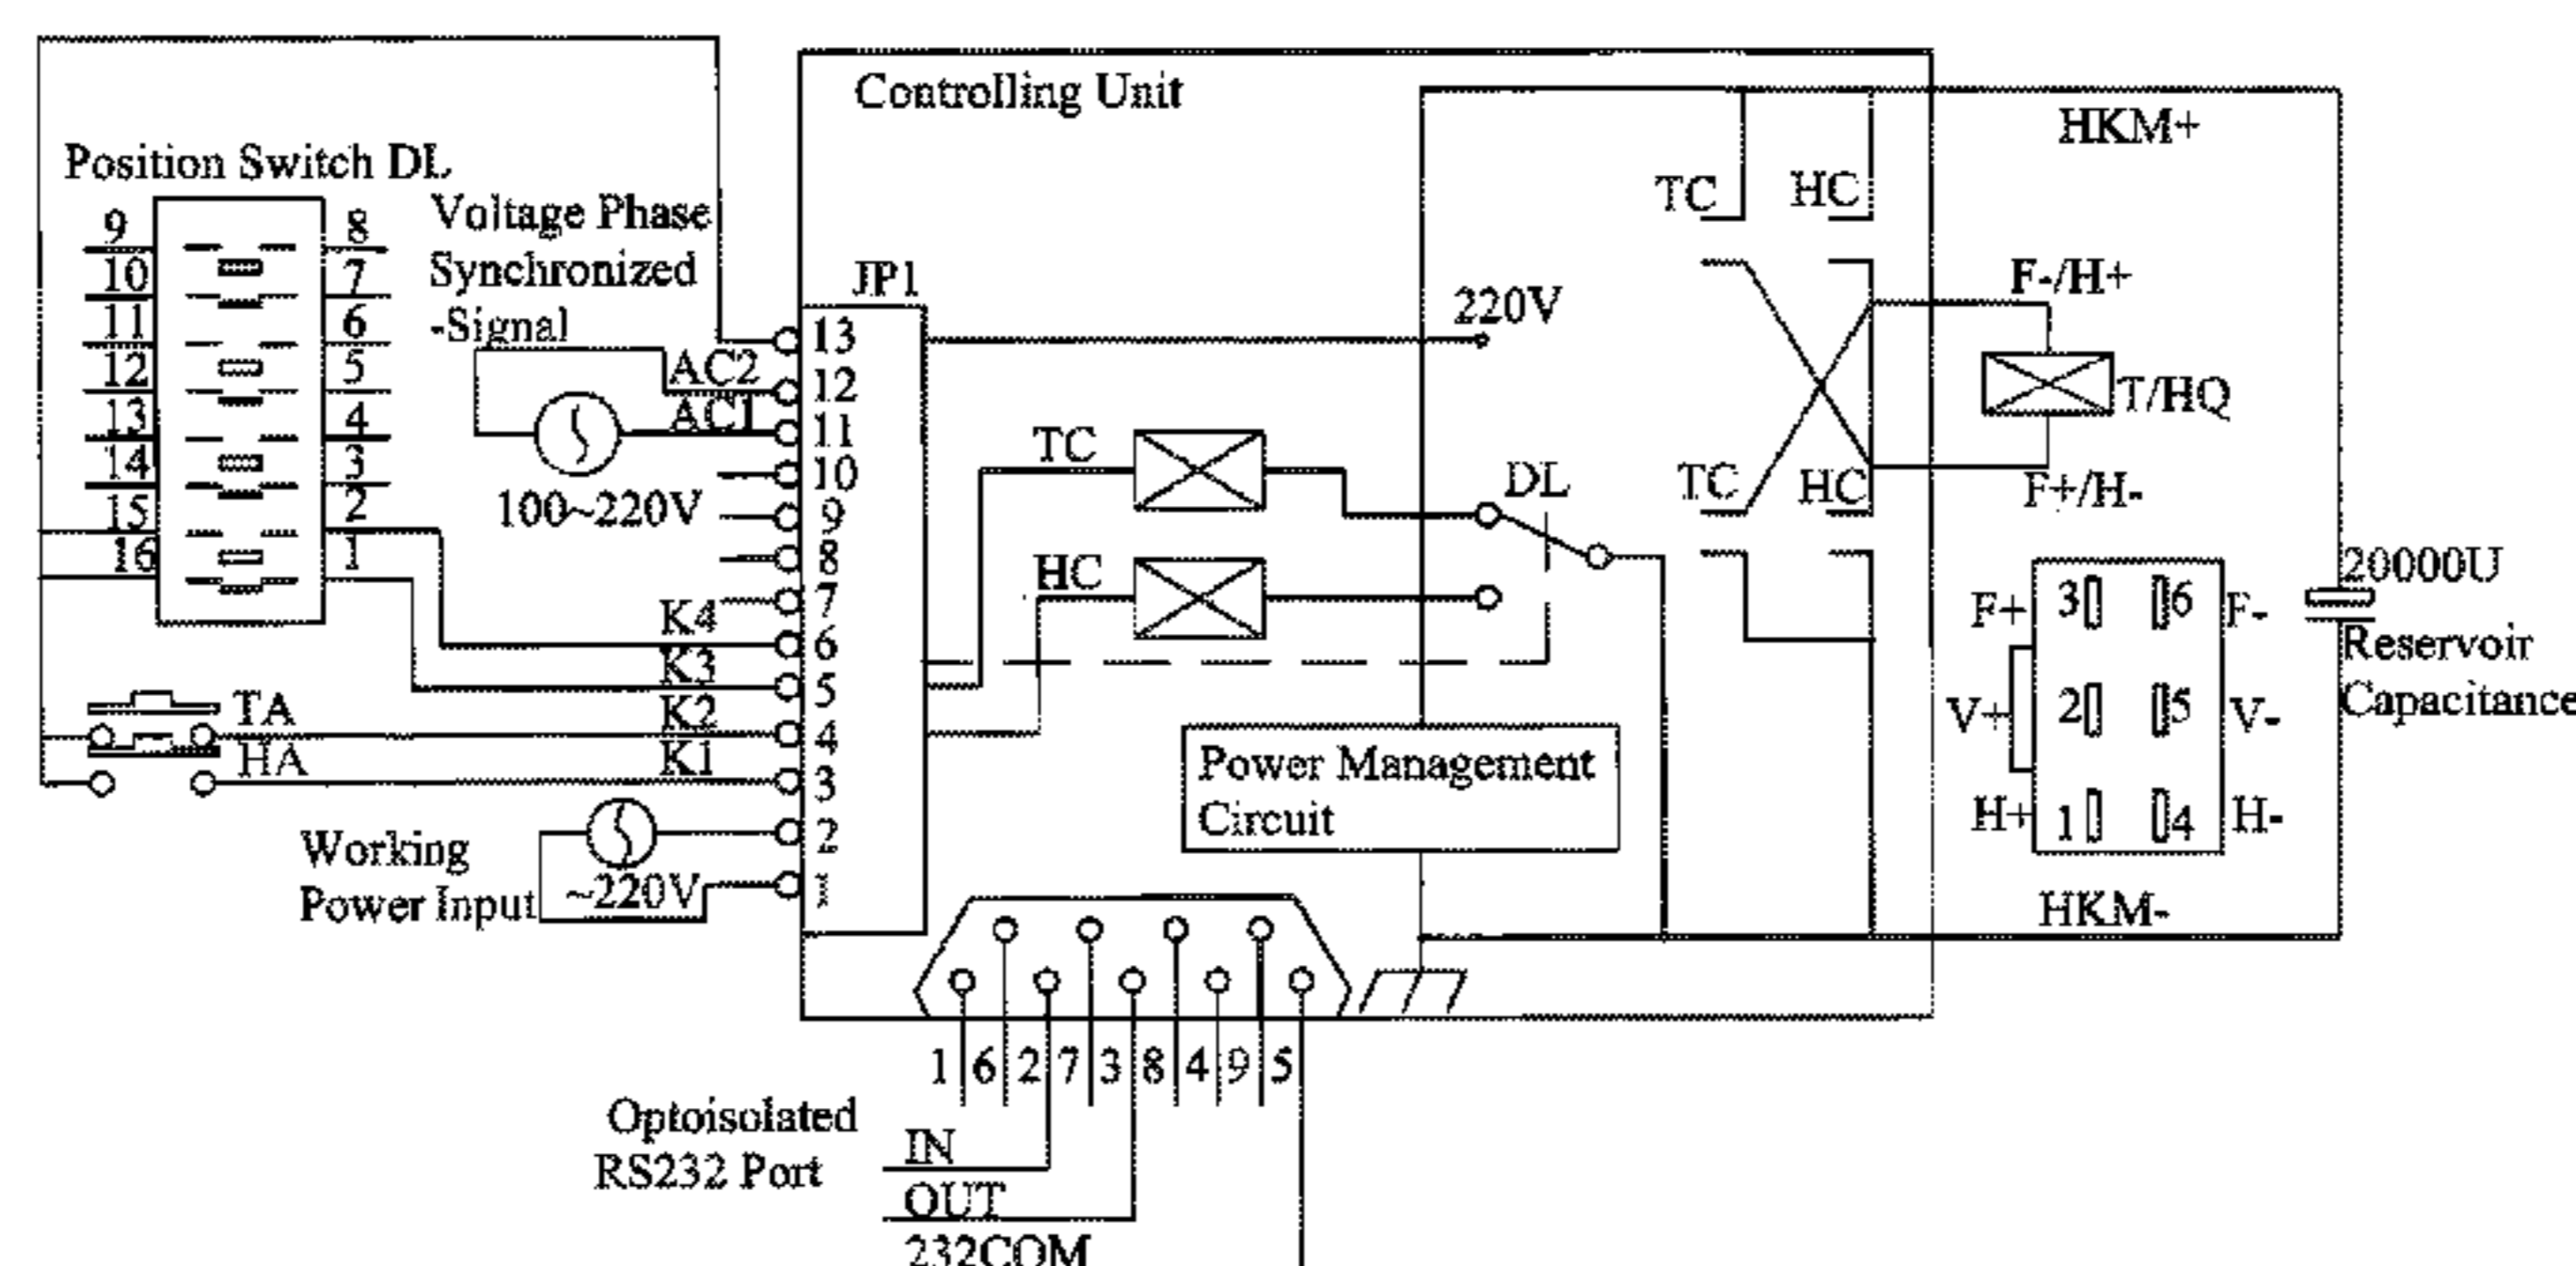 Controlling Unit
HKM+
Position Switch DL
9
10
11
12
13
14
15
16
8
7
6
5
4
3
2
1
Voltage Phase
Synchronized
-Signal
AC2
AC1
100~220V
JP1
13
12
11
10
9
8
7
6
5
4
3
2
1
K4
K3
K2
K1
TA
HA
Working
Power Input
~220V
220V
TC
HC
DL
TC
HC
TC
HC
F-/H+
T/HQ
F+/H-
Power Management
Circuit
F+
3
6
F-
V+
2
5
V-
H+
1
4
H-
20000U
Reservoir
Capacitance
HKM-
1 6 2 7 3 8 4 9 5
Optoisolated
RS232 Port
IN
OUT
232COM